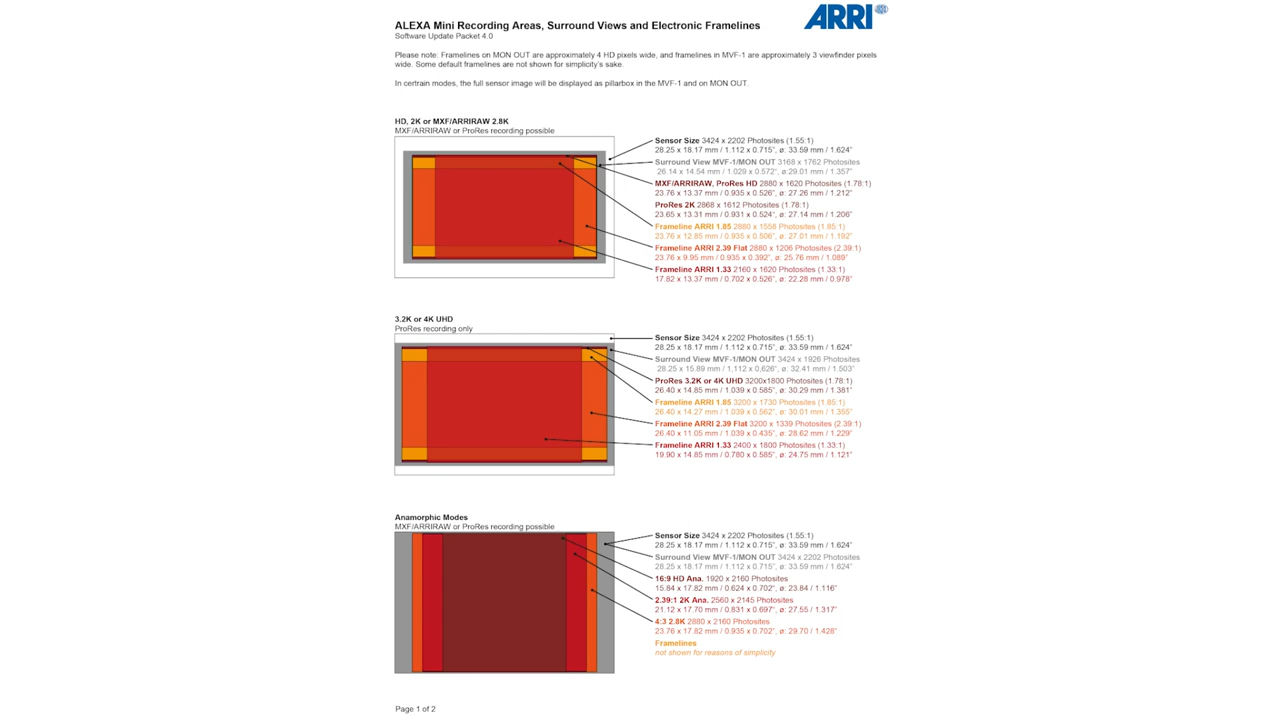 ARRI
ALEXA Mini Recording Areas, Surround Views and Electronic Framelines
Software Update Packet 4.0
Please note: Framelines on MON OUT are approximately 4 HD pixels wide, and framelines in MVF-1 are approximately 3 viewfinder pixels
wide. Some default framelines are not shown for simplicity's sake.
In certrain modes, the full sensor image will be displayed as pillarbox in the MVF-1 and on MON OUT.
HD, 2K or MXF/ARRIRAW 2.8K
MXF/ARRIRAW or ProRes recording possible
Sensor Size 3424 x 2202 Photosites (1.55:1)
28.25 x 18.17 mm / 1.112 x 0.715", ø: 33.59 mm / 1.624"
Surround View MVF-1/MON OUT 3168 x 1762 Photosites
26.14 x 14.54 mm / 1.029 x 0.572", ø:29.01 mm / 1.357"
MXF/ARRIRAW, ProRes HD 2880 x 1620 Photosites (1.78:1)
23.76 x 13.37 mm / 0.935 x 0.526", ø: 27.26 mm / 1.212"
ProRes 2K 2868 x 1612 Photosites (1.78:1)
23.65 x 13.31 mm / 0.931 x 0.524", ø: 27.14 mm / 1.206"
Frameline ARRI 1.85 2880 x 1558 Photosites (1.85:1)
23.76 x 12.85 mm / 0.935 x 0.506", ø: 27.01 mm / 1.192"
Frameline ARRI 2.39 Flat 2880 x 1206 Photosites (2.39:1)
23.76 x 9.95 mm / 0.935 x 0.392", ø: 25.76 mm / 1.089"
Frameline ARRI 1.33 2160 x 1620 Photosites (1.33:1)
17.82 x 13.37 mm / 0.702 x 0.526", ø: 22.28 mm / 0.978"
3.2K or 4K UHD
ProRes recording only
Sensor Size 3424 x 2202 Photosites (1.55:1)
28.25 x 18.17 mm / 1.112 x 0.715", ø: 33.59 mm / 1.624"
Surround View MVF-1/MON OUT 3424 x 1926 Photosites
28.25 x 15.89 mm / 1,112 x 0,626", ø: 32.41 mm / 1.503"
ProRes 3.2K or 4K UHD 3200x1800 Photosites (1.78:1)
26.40 x 14.85 mm / 1.039 x 0.585", ø: 30.29 mm / 1.381"
Frameline ARRI 1.85 3200 x 1730 Photosites (1.85:1)
26.40 x 14.27 mm / 1.039 x 0.562", ø: 30.01 mm / 1.355"
Frameline ARRI 2.39 Flat 3200 x 1339 Photosites (2.39:1)
26.40 x 11.05 mm / 1.039 x 0.435", ø: 28.62 mm / 1.229"
Frameline ARRI 1.33 2400 x 1800 Photosites (1.33:1)
19.90 x 14.85 mm / 0.780 x 0.585", ø: 24.75 mm / 1.121"
Anamorphic Modes
MXF/ARRIRAW or ProRes recording possible
Sensor Size 3424 x 2202 Photosites (1.55:1)
28.25 x 18.17 mm / 1.112 x 0.715", ø: 33.59 mm / 1.624"
Surround View MVF-1/MON OUT 3424 x 2202 Photosites
28.25 x 18.17 mm / 1.112 x 0.715", ø: 33.59 mm / 1.624"
16:9 HD Ana. 1920 x 2160 Photosites
15.84 x 17.82 mm / 0.624 x 0.702", ø: 23.84 / 1.116"
2.39:1 2K Ana. 2560 x 2145 Photosites
21.12 x 17.70 mm / 0.831 x 0.697", ø: 27.55 / 1.317"
4:3 2.8K 2880 x 2160 Photosites
23.76 x 17.82 mm / 0.935 x 0.702", ø: 29.70 / 1.428"
Framelines
not shown for reasons of simplicity
Page 1 of 2